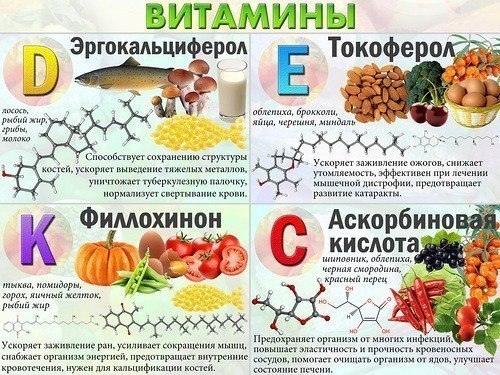 ВИТАМИНЫ
D
Эргокальциферол
лосось,
рыбий жир,
грибы,
молоко
Способствует сохранению структуры
костей, ускоряет выведение тяжелых металлов,
уничтожает туберкулезную палочку,
нормализует свертывание крови.
E
Токоферол
облепиха, брокколи,
яйца, черешня, миндаль
Ускоряет заживление ожогов, снижает
утомляемость, эффективен при лечении
мышечной дистрофии, предотвращает
развитие катаракты.
K
Филлохинон
тыква, помидоры,
горох, яичный желток,
рыбий жир
Ускоряет заживление ран, усиливает сокращения мышц,
снабжает организм энергией, предотвращает внутренние
кровотечения, нужен для кальцификации костей.
C
Аскорбиновая
кислота
шиповник, облепиха,
черная смородина,
красный перец
Предохраняет организм от многих инфекций,
повышает эластичность и прочность кровеносных
сосудов, помогает очищать организм от ядов, улучшает
состояние печени.